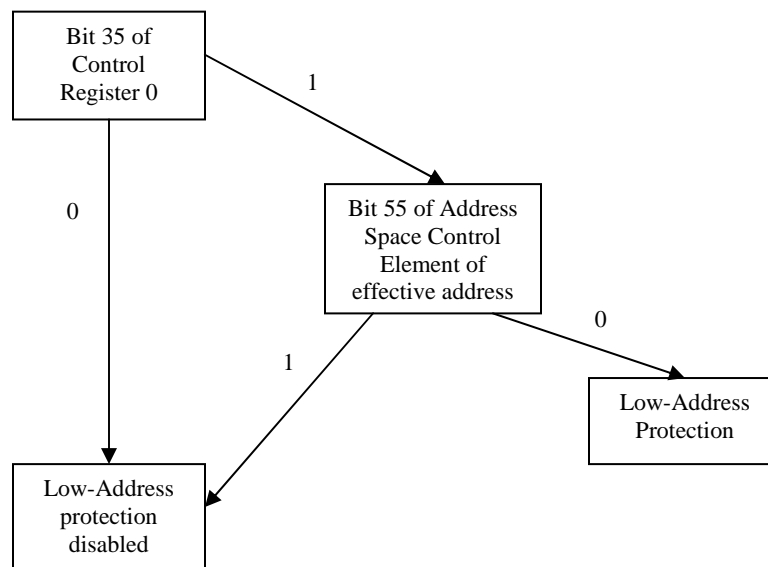 Bit 35 of
Control
Register 0
1
0
Bit 55 of Address
Space Control
Element of
effective address
0
1
Low-Address
Protection
Low-Address
protection
disabled